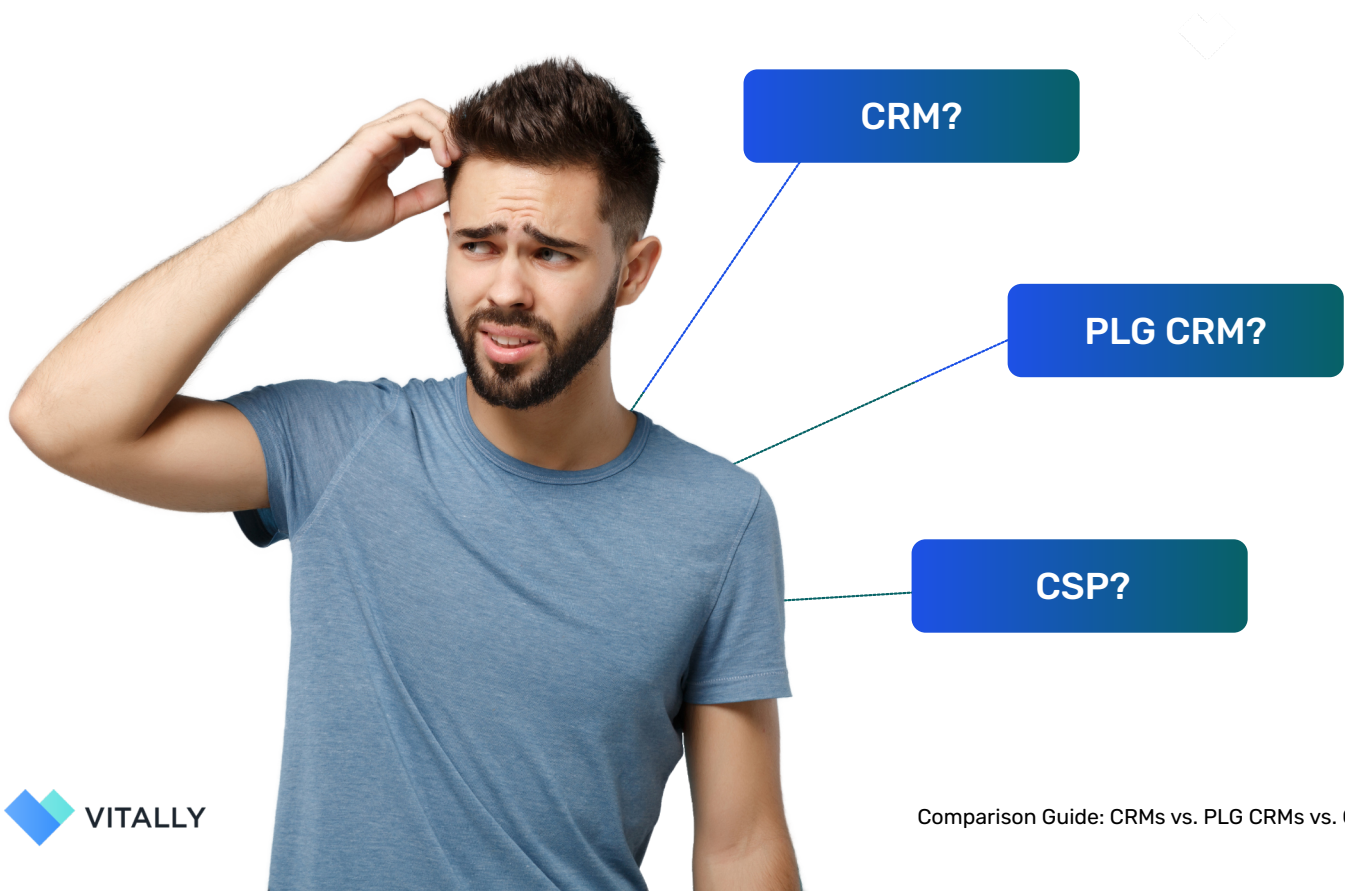 CRM?
PLG CRM?
CSP?
VITALLY
Comparison Guide: CRMs vs. PLG CRMs vs.